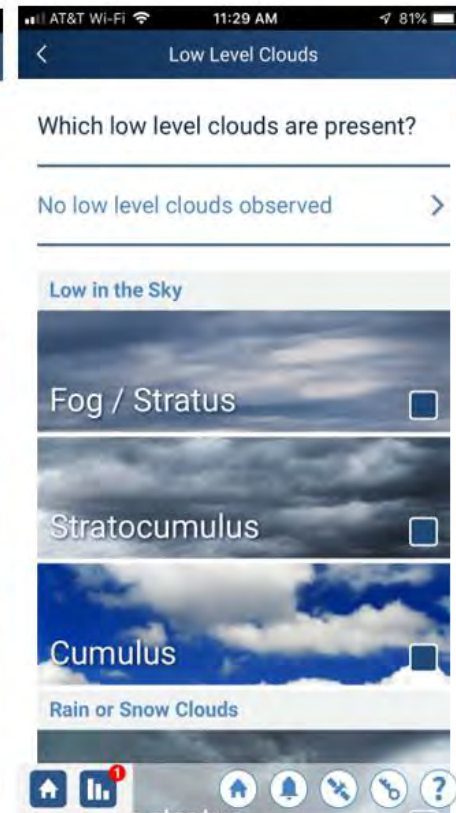 AT&T Wi-Fi 11:29 AM 81%
Low Level Clouds
Which low level clouds are present?
No low level clouds observed
Low in the Sky
Fog / Stratus
Stratocumulus
Cumulus
Rain or Snow Clouds
1
?